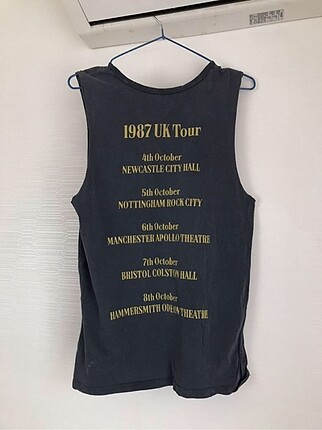 1987 UK Tour
4th October
NEWCASTLE CITY HALL
5th October
NOTTINGHAM ROCK CITY
6th October
MANCHESTER APOLLO THEATRE
7th October
BRISTOL COLSTON HALL
8th October
HAMMERSMITH ODEON THEATRE